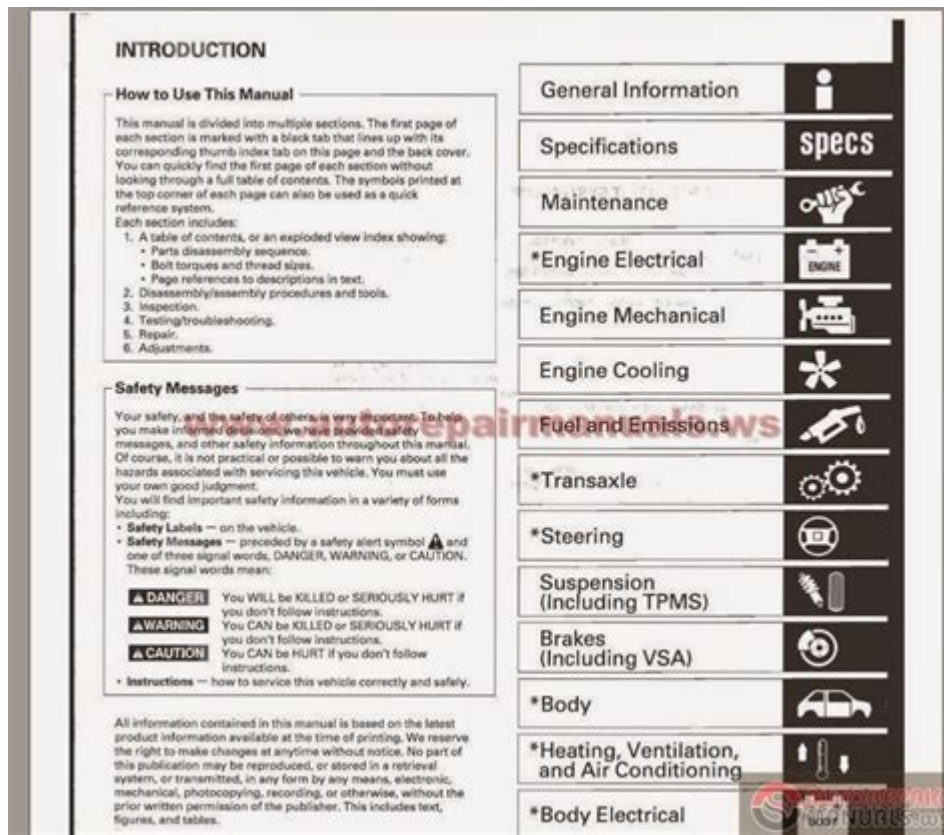 INTRODUCTION
How to Use This Manual
This manual is divided into multiple sections. The first page of
each section is marked with a black tab that lines up with its
corresponding thumb index tab on this page and the back cover.
You can quickly find the first page of each section without
looking through a full table of contents. The symbols printed at
the top corner of each page can also be used as a quick
reference system.
Each section includes:
1. A table of contents, or an exploded view index showing:
• Parts disassembly sequence.
• Bolt torques and thread sizes.
• Page references to descriptions in text.
2. Disassembly/assembly procedures and tools.
3. Inspection.
4. Testing/troubleshooting.
5. Repair.
6. Adjustments.
Safety Messages
Your safety, and the safety of others, is very important. To help
you make informed decisions, we have provided safety
messages, and other safety information throughout this manual.
Of course, it is not practical or possible to warn you about all the
hazards associated with servicing this vehicle. You must use
your own good judgment.
You will find important safety information in a variety of forms
including:
• Safety Labels — on the vehicle.
• Safety Messages — preceded by a safety alert symbol and
one of three signal words, DANGER, WARNING, or CAUTION.
These signal words mean:
DANGER You WILL be KILLED or SERIOUSLY HURT if
you don't follow instructions.
WARNING You CAN be KILLED or SERIOUSLY HURT if
you don't follow instructions.
CAUTION You CAN be HURT if you don't follow
instructions.
• Instructions — how to service this vehicle correctly and safely.
All information contained in this manual is based on the latest
product information available at the time of printing. We reserve
the right to make changes at anytime without notice. No part of
this publication may be reproduced, or stored in a retrieval
system, or transmitted, in any form by any means, electronic,
mechanical, photocopying, recording, or otherwise, without the
prior written permission of the publisher. This includes text,
figures, and tables.
General Information
Specifications specs
Maintenance
*Engine Electrical ENGINE
Engine Mechanical
Engine Cooling
Fuel and Emissions
*Transaxle
*Steering
Suspension
(Including TPMS)
Brakes
(Including VSA)
*Body
*Heating, Ventilation,
and Air Conditioning
*Body Electrical BODY